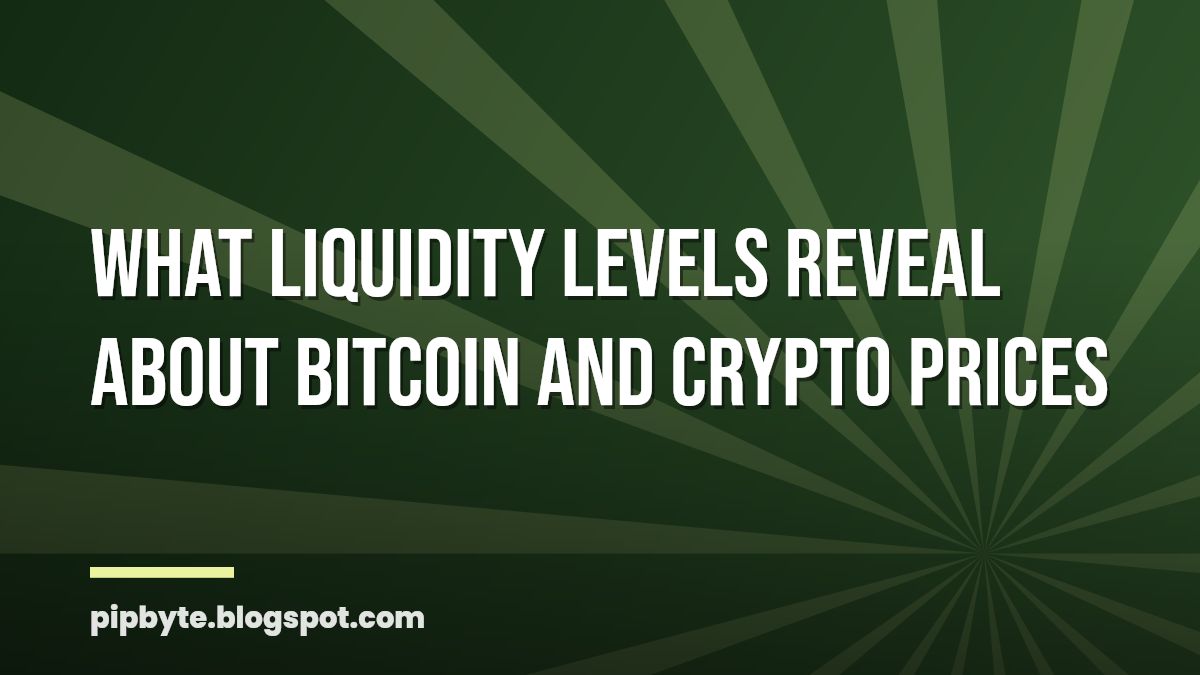 WHAT LIQUIDITY LEVELS REVEAL
ABOUT BITCOIN AND CRYPTO PRICES
pipbyte.blogspot.com